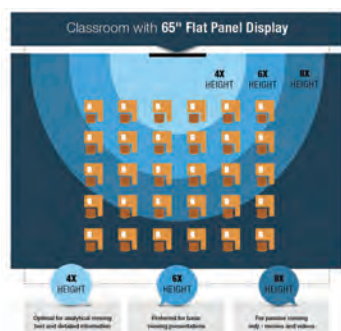 Classroom with 65" Flat Panel Display
4X
HEIGHT
6X
HEIGHT
8X
HEIGHT
4X
HEIGHT
6X
HEIGHT
8X
HEIGHT
Optimal for analytical viewing
text and detailed information
Preferred for basic
viewing presentations
For passive viewing
only - movies and videos